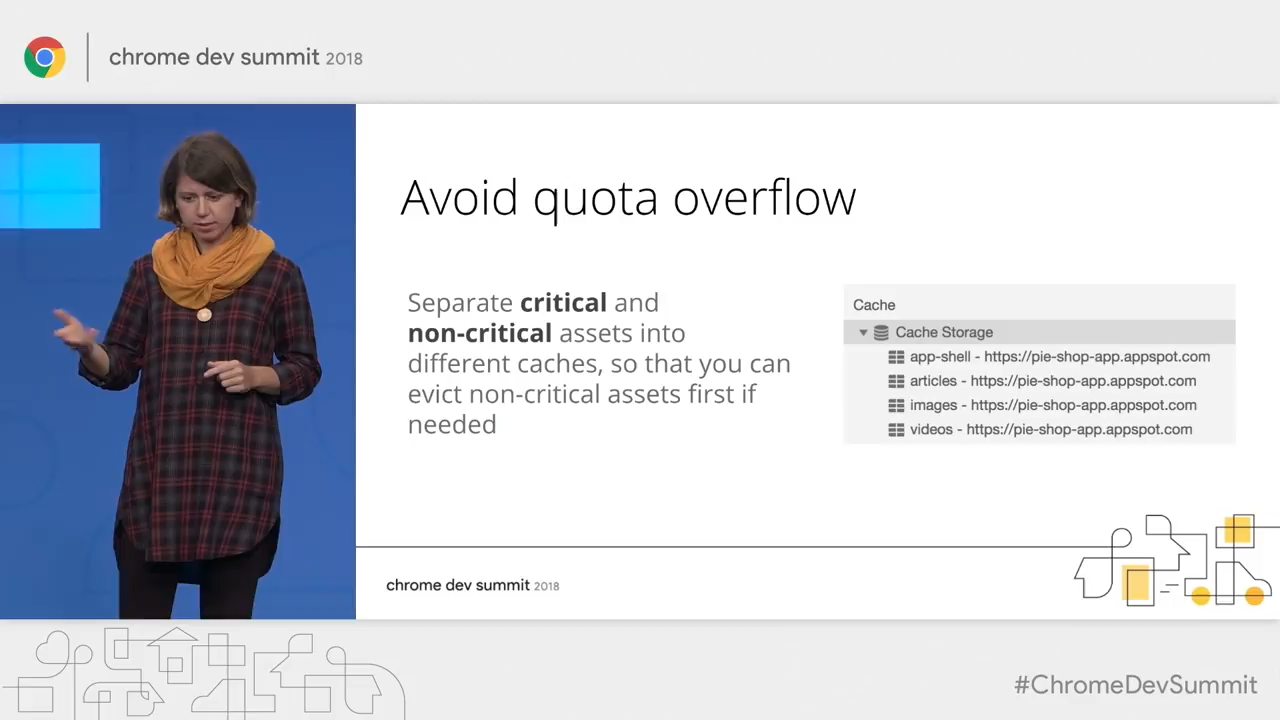 chrome dev summit 2018
Avoid quota overflow
Separate critical and
non-critical assets into
different caches, so that you can
evict non-critical assets first if
needed
Cache
Cache Storage
app-shell - https://pie-shop-app.appspot.com
articles - https://pie-shop-app.appspot.com
images - https://pie-shop-app.appspot.com
videos - https://pie-shop-app.appspot.com
chrome dev summit 2018
#ChromeDevSummit